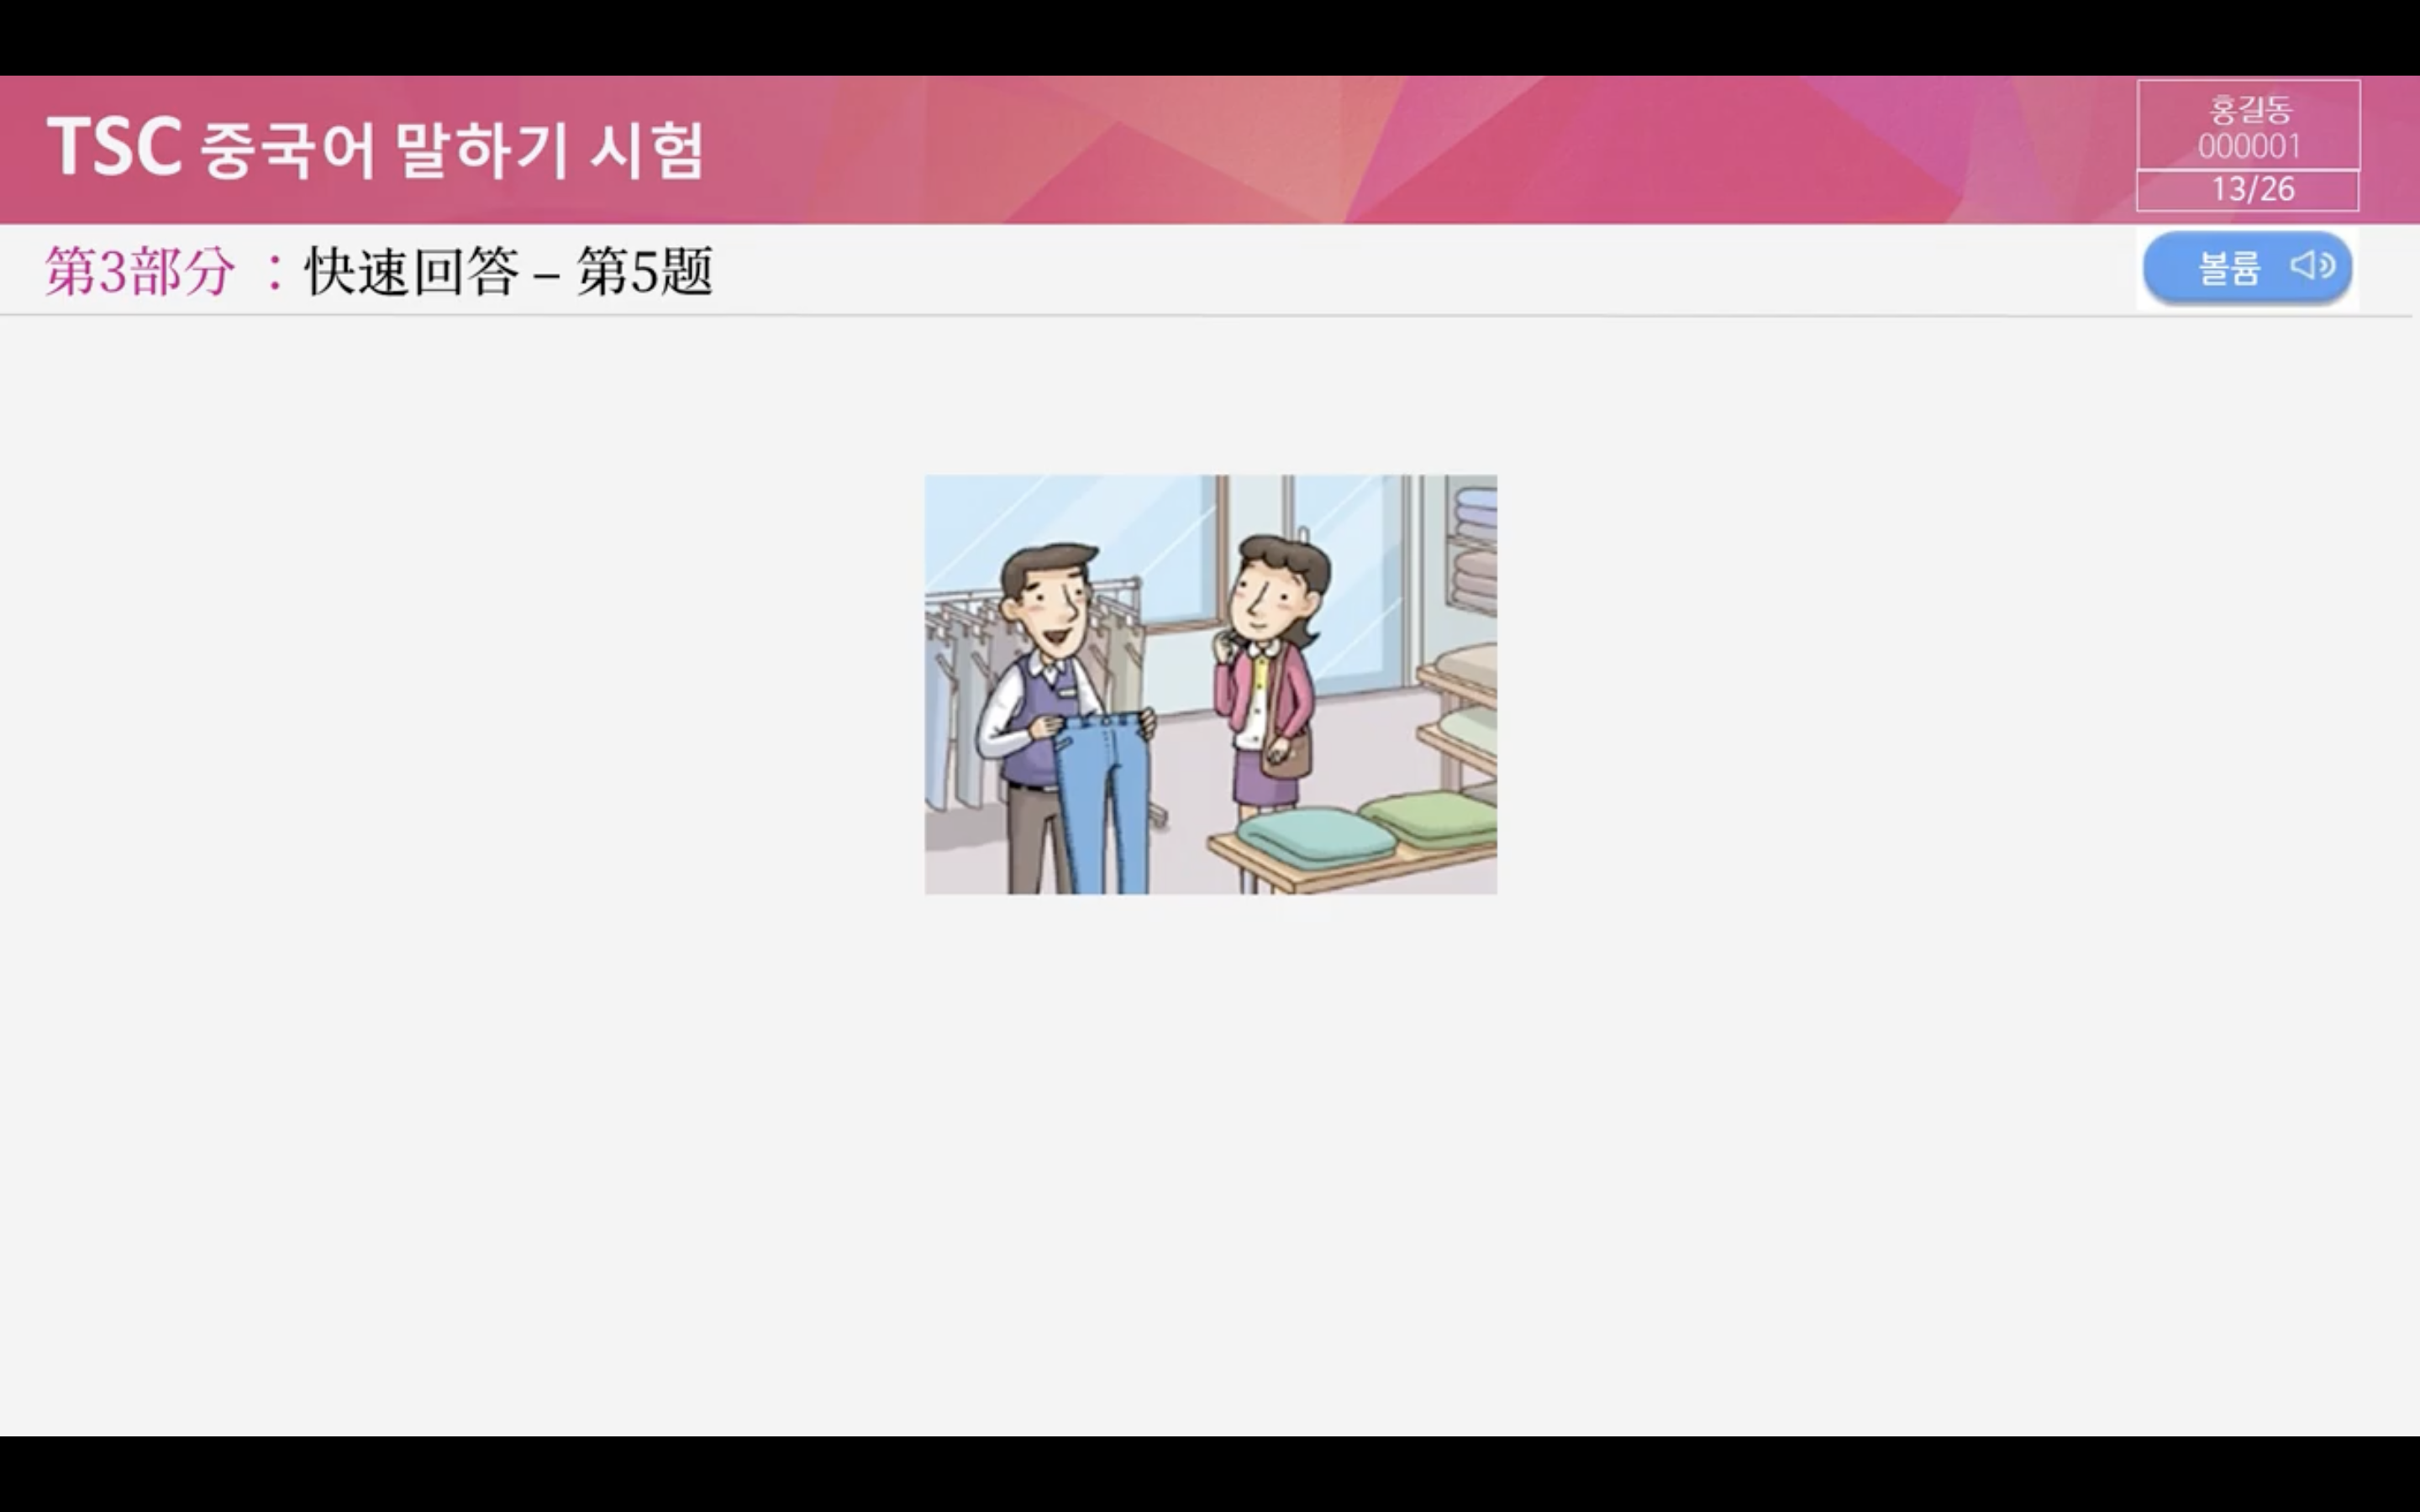 TSC 중국어 말하기 시험
홍길동
000001
13/26
第3部分 ：快速回答 – 第5题
볼륨